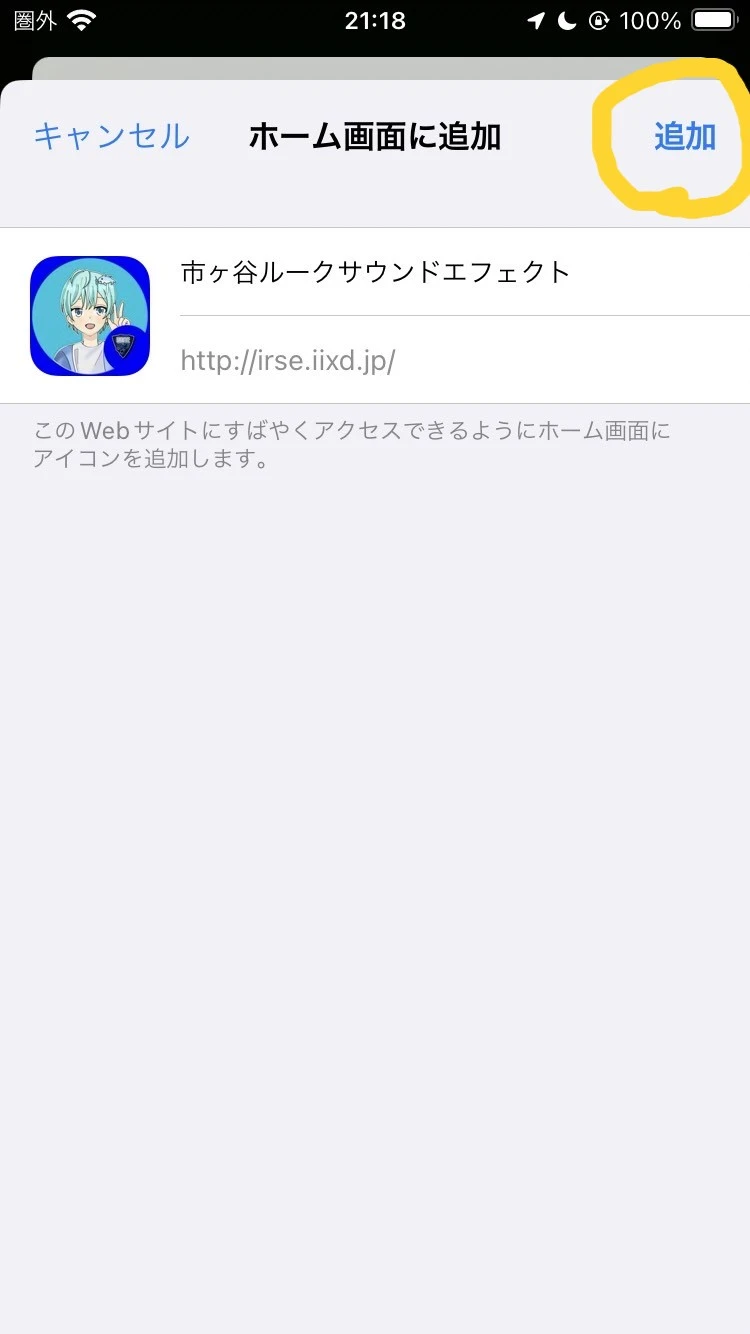 圏外 21:18 100%
キャンセル ホーム画面に追加 追加
市ヶ谷ルークサウンドエフェクト
http://irse.iixd.jp/
このWebサイトにすばやくアクセスできるようにホーム画面に
アイコンを追加します。